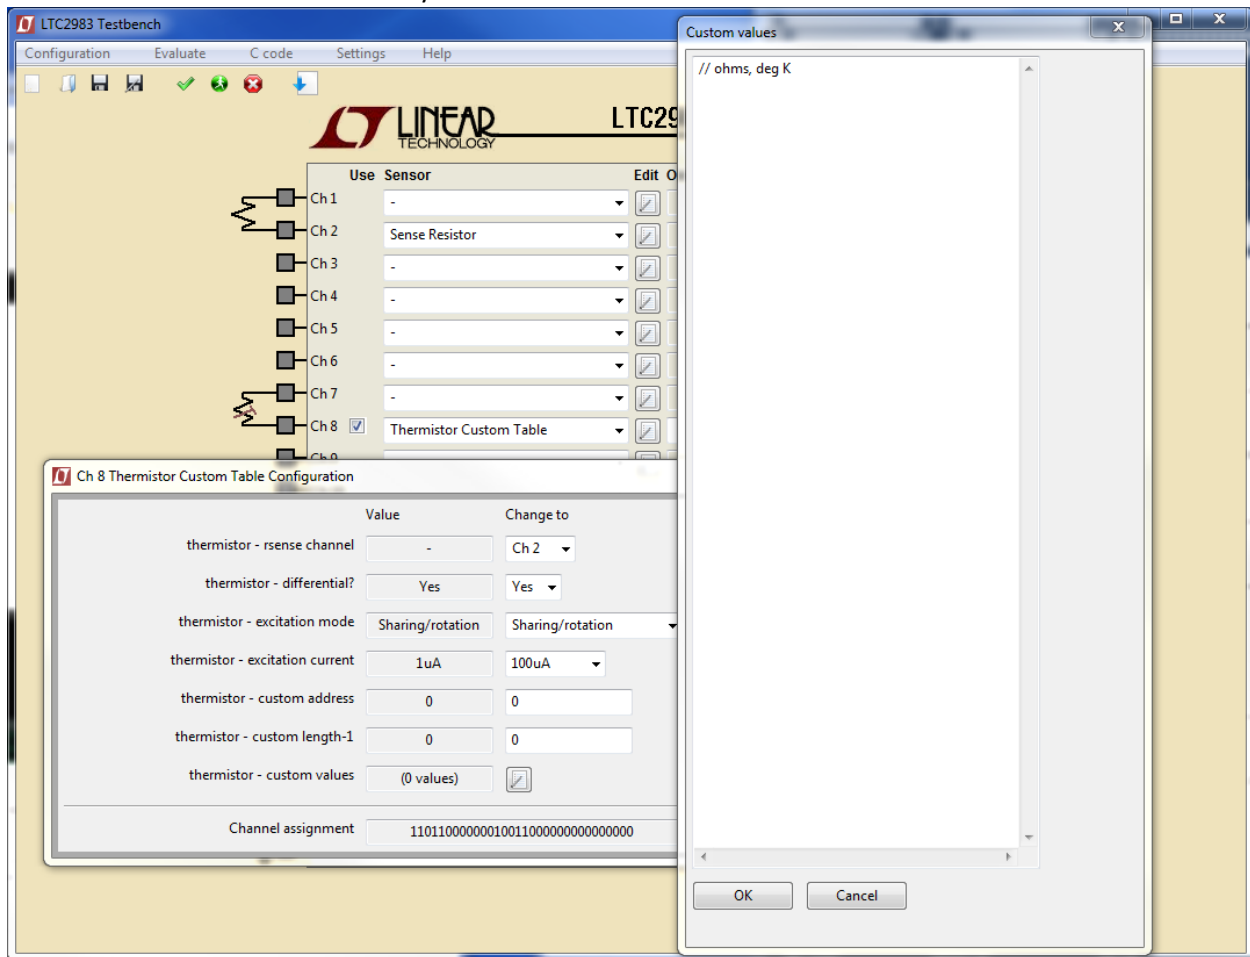 LTC2983 Testbench
Configuration Evaluate C code Settings Help
LINEAR
TECHNOLOGY
LTC29
Use Sensor Edit O
Ch 1 -
Ch 2 Sense Resistor
Ch 3 -
Ch 4 -
Ch 5 -
Ch 6 -
Ch 7 -
Ch 8 Thermistor Custom Table
Ch 9
Ch 8 Thermistor Custom Table Configuration
Value Change to
thermistor - rsense channel - Ch 2
thermistor - differential? Yes Yes
thermistor - excitation mode Sharing/rotation Sharing/rotation
thermistor - excitation current 1uA 100uA
thermistor - custom address 0 0
thermistor - custom length-1 0 0
thermistor - custom values (0 values)
Channel assignment 11011000000010011000000000000000
Custom values
// ohms, deg K
OK Cancel